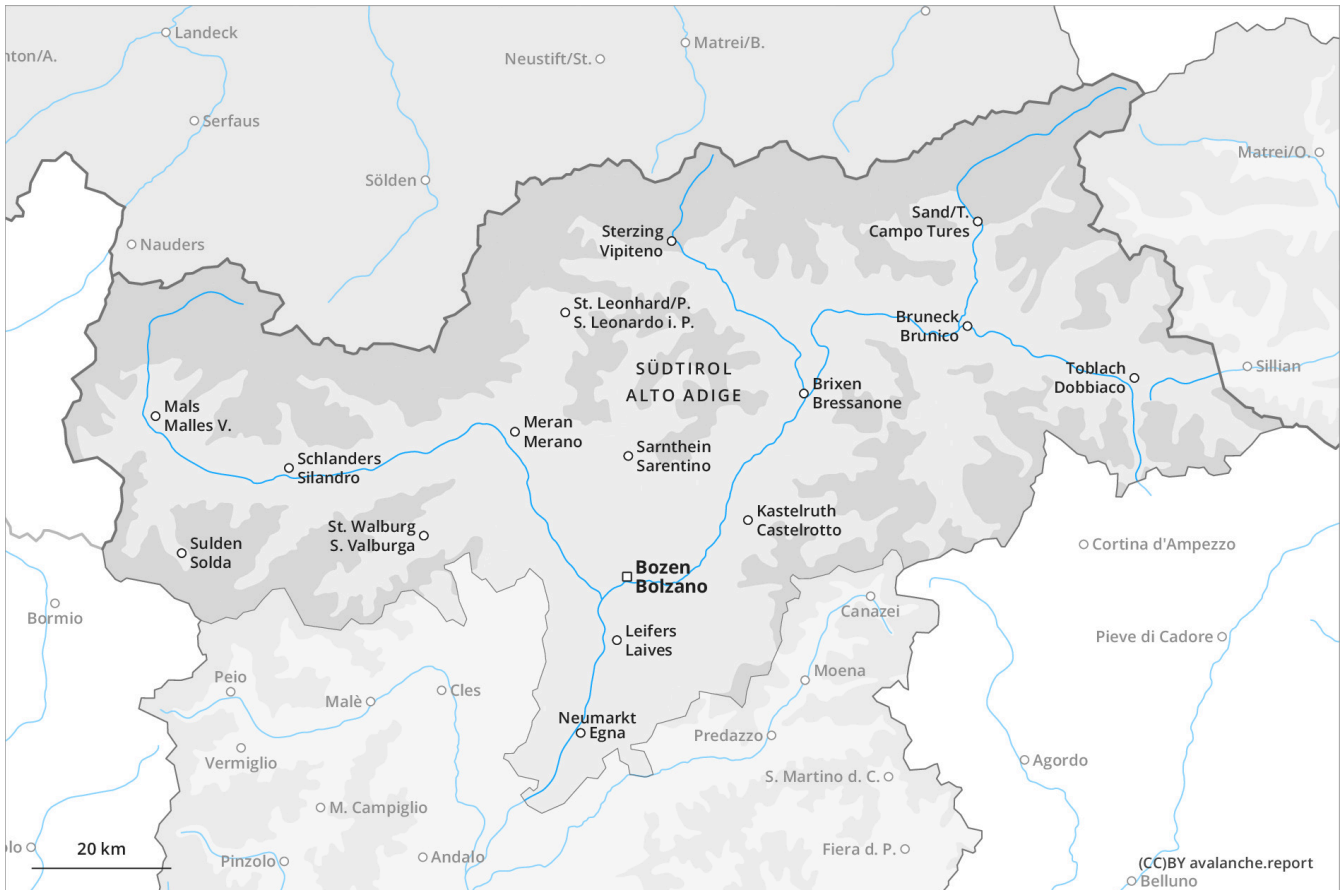 Landeck
nton/A.
Neustift/St.
Matrei/B.
Serfaus
Matrei/O.
Sölden
Nauders
Sand/T.
Campo Tures
Sterzing
Vipiteno
St. Leonhard/P.
S. Leonardo i. P.
Bruneck
Brunico
SÜDTIROL
ALTO ADIGE
Toblach
Dobbiaco
Sillian
Brixen
Bressanone
Mals
Malles V.
Meran
Merano
Sarnthein
Sarentino
Schlanders
Silandro
Kastelruth
Castelrotto
St. Walburg
S. Valburga
Sulden
Solda
Cortina d'Ampezzo
Bozen
Bolzano
Bormio
Canazei
Leifers
Laives
Pieve di Cadore
Peio
Moena
Malè
Cles
Neumarkt
Egna
Predazzo
Vermiglio
Agordo
S. Martino d. C.
M. Campiglio
20 km
olo
Pinzolo
Andalo
Fiera d. P.
(CC)BY avalanche.report
Belluno